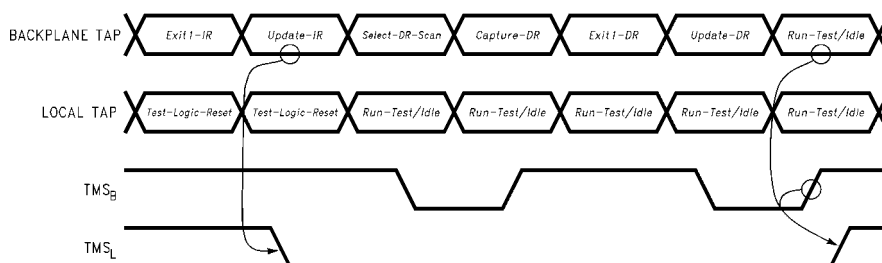 BACKPLANE TAP Exit1-IR Update-IR Select-DR-Scan Capture-DR Exit1-DR Update-DR Run-Test/Idle
LOCAL TAP Test-Logic-Reset Test-Logic-Reset Run-Test/Idle Run-Test/Idle Run-Test/Idle Run-Test/Idle Run-Test/Idle
TMSB
TMSL